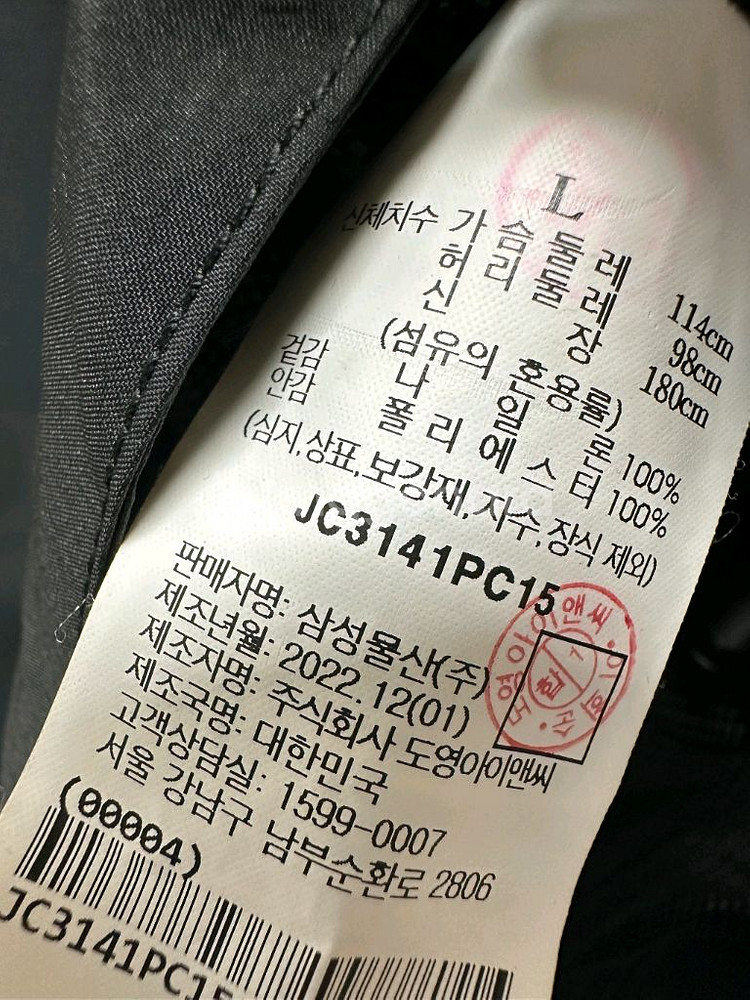 L
신체치수 가슴둘레 114cm
허리둘레 98cm
신장 180cm
(섬유의 혼용률)
겉감 나일론 100%
안감 폴리에스터 100%
(심지,상표,보강재,자수,장식 제외)
JC3141PC15
판매자명: 삼성물산(주)
제조년월: 2022.12(01)
제조자명: 주식회사 도영아이앤씨
제조국명: 대한민국
고객상담실: 1599-0007
서울 강남구 남부순환로 2806
(00004)
JC3141PC15